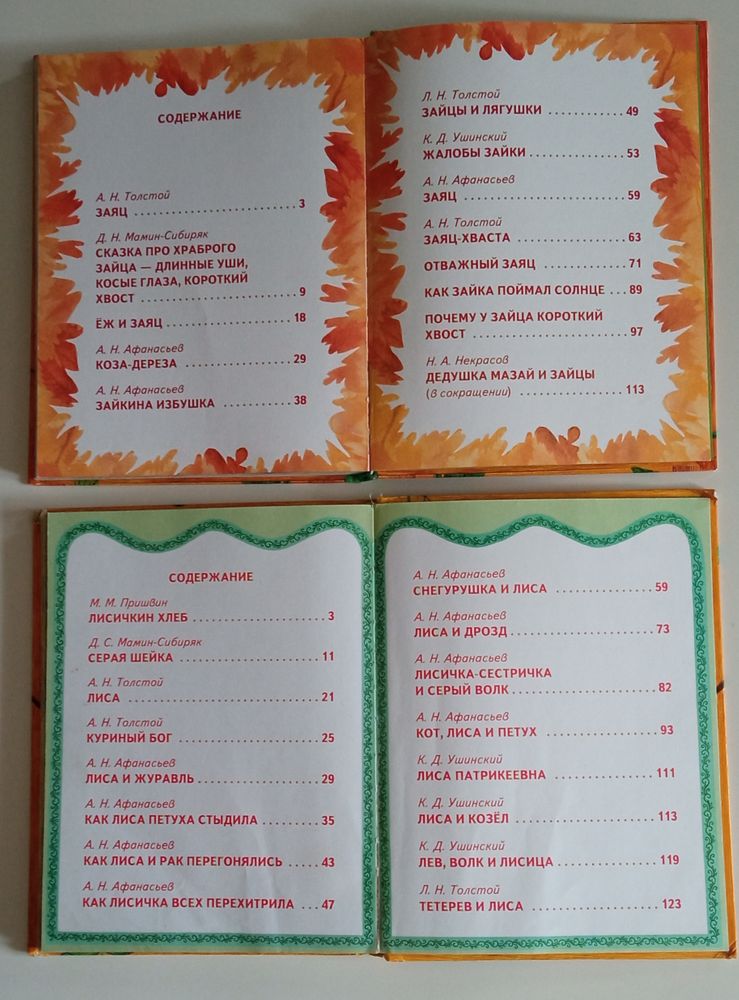 СОДЕРЖАНИЕ
А. Н. Толстой
ЗАЯЦ ........................ 3
Д. Н. Мамин-Сибиряк
СКАЗКА ПРО ХРАБРОГО
ЗАЙЦА — ДЛИННЫЕ УШИ,
КОСЫЕ ГЛАЗА, КОРОТКИЙ
ХВОСТ ...................... 9
ЁЖ И ЗАЯЦ .................. 18
А. Н. Афанасьев
КОЗА-ДЕРЕЗА ................ 29
А. Н. Афанасьев
ЗАЙКИНА ИЗБУШКА .......... 38
Л. Н. Толстой
ЗАЙЦЫ И ЛЯГУШКИ ............ 49
К. Д. Ушинский
ЖАЛОБЫ ЗАЙКИ .............. 53
А. Н. Афанасьев
ЗАЯЦ ........................ 59
А. Н. Толстой
ЗАЯЦ-ХВАСТА ................ 63
ОТВАЖНЫЙ ЗАЯЦ ............ 71
КАК ЗАЙКА ПОЙМАЛ СОЛНЦЕ .. 89
ПОЧЕМУ У ЗАЙЦА КОРОТКИЙ
ХВОСТ ...................... 97
Н. А. Некрасов
ДЕДУШКА МАЗАЙ И ЗАЙЦЫ
(в сокращении) .............. 113
СОДЕРЖАНИЕ
М. М. Пришвин
ЛИСИЧКИН ХЛЕБ .................. 3
Д. С. Мамин-Сибиряк
СЕРАЯ ШЕЙКА .................... 11
А. Н. Толстой
ЛИСА ............................ 21
А. Н. Толстой
КУРИНЫЙ БОГ .................... 25
А. Н. Афанасьев
ЛИСА И ЖУРАВЛЬ ................ 29
А. Н. Афанасьев
КАК ЛИСА ПЕТУХА СТЫДИЛА ........ 35
А. Н. Афанасьев
КАК ЛИСА И РАК ПЕРЕГОНЯЛИСЬ ..... 43
А. Н. Афанасьев
КАК ЛИСИЧКА ВСЕХ ПЕРЕХИТРИЛА ... 47
А. Н. Афанасьев
СНЕГУРУШКА И ЛИСА .............. 59
А. Н. Афанасьев
ЛИСА И ДРОЗД .................... 73
А. Н. Афанасьев
ЛИСИЧКА-СЕСТРИЧКА
И СЕРЫЙ ВОЛК .................... 82
А. Н. Афанасьев
КОТ, ЛИСА И ПЕТУХ ................ 93
К. Д. Ушинский
ЛИСА ПАТРИКЕЕВНА .............. 111
К. Д. Ушинский
ЛИСА И КОЗЁЛ .................... 113
К. Д. Ушинский
ЛЕВ, ВОЛК И ЛИСИЦА .............. 119
Л. Н. Толстой
ТЕТЕРЕВ И ЛИСА .................. 123